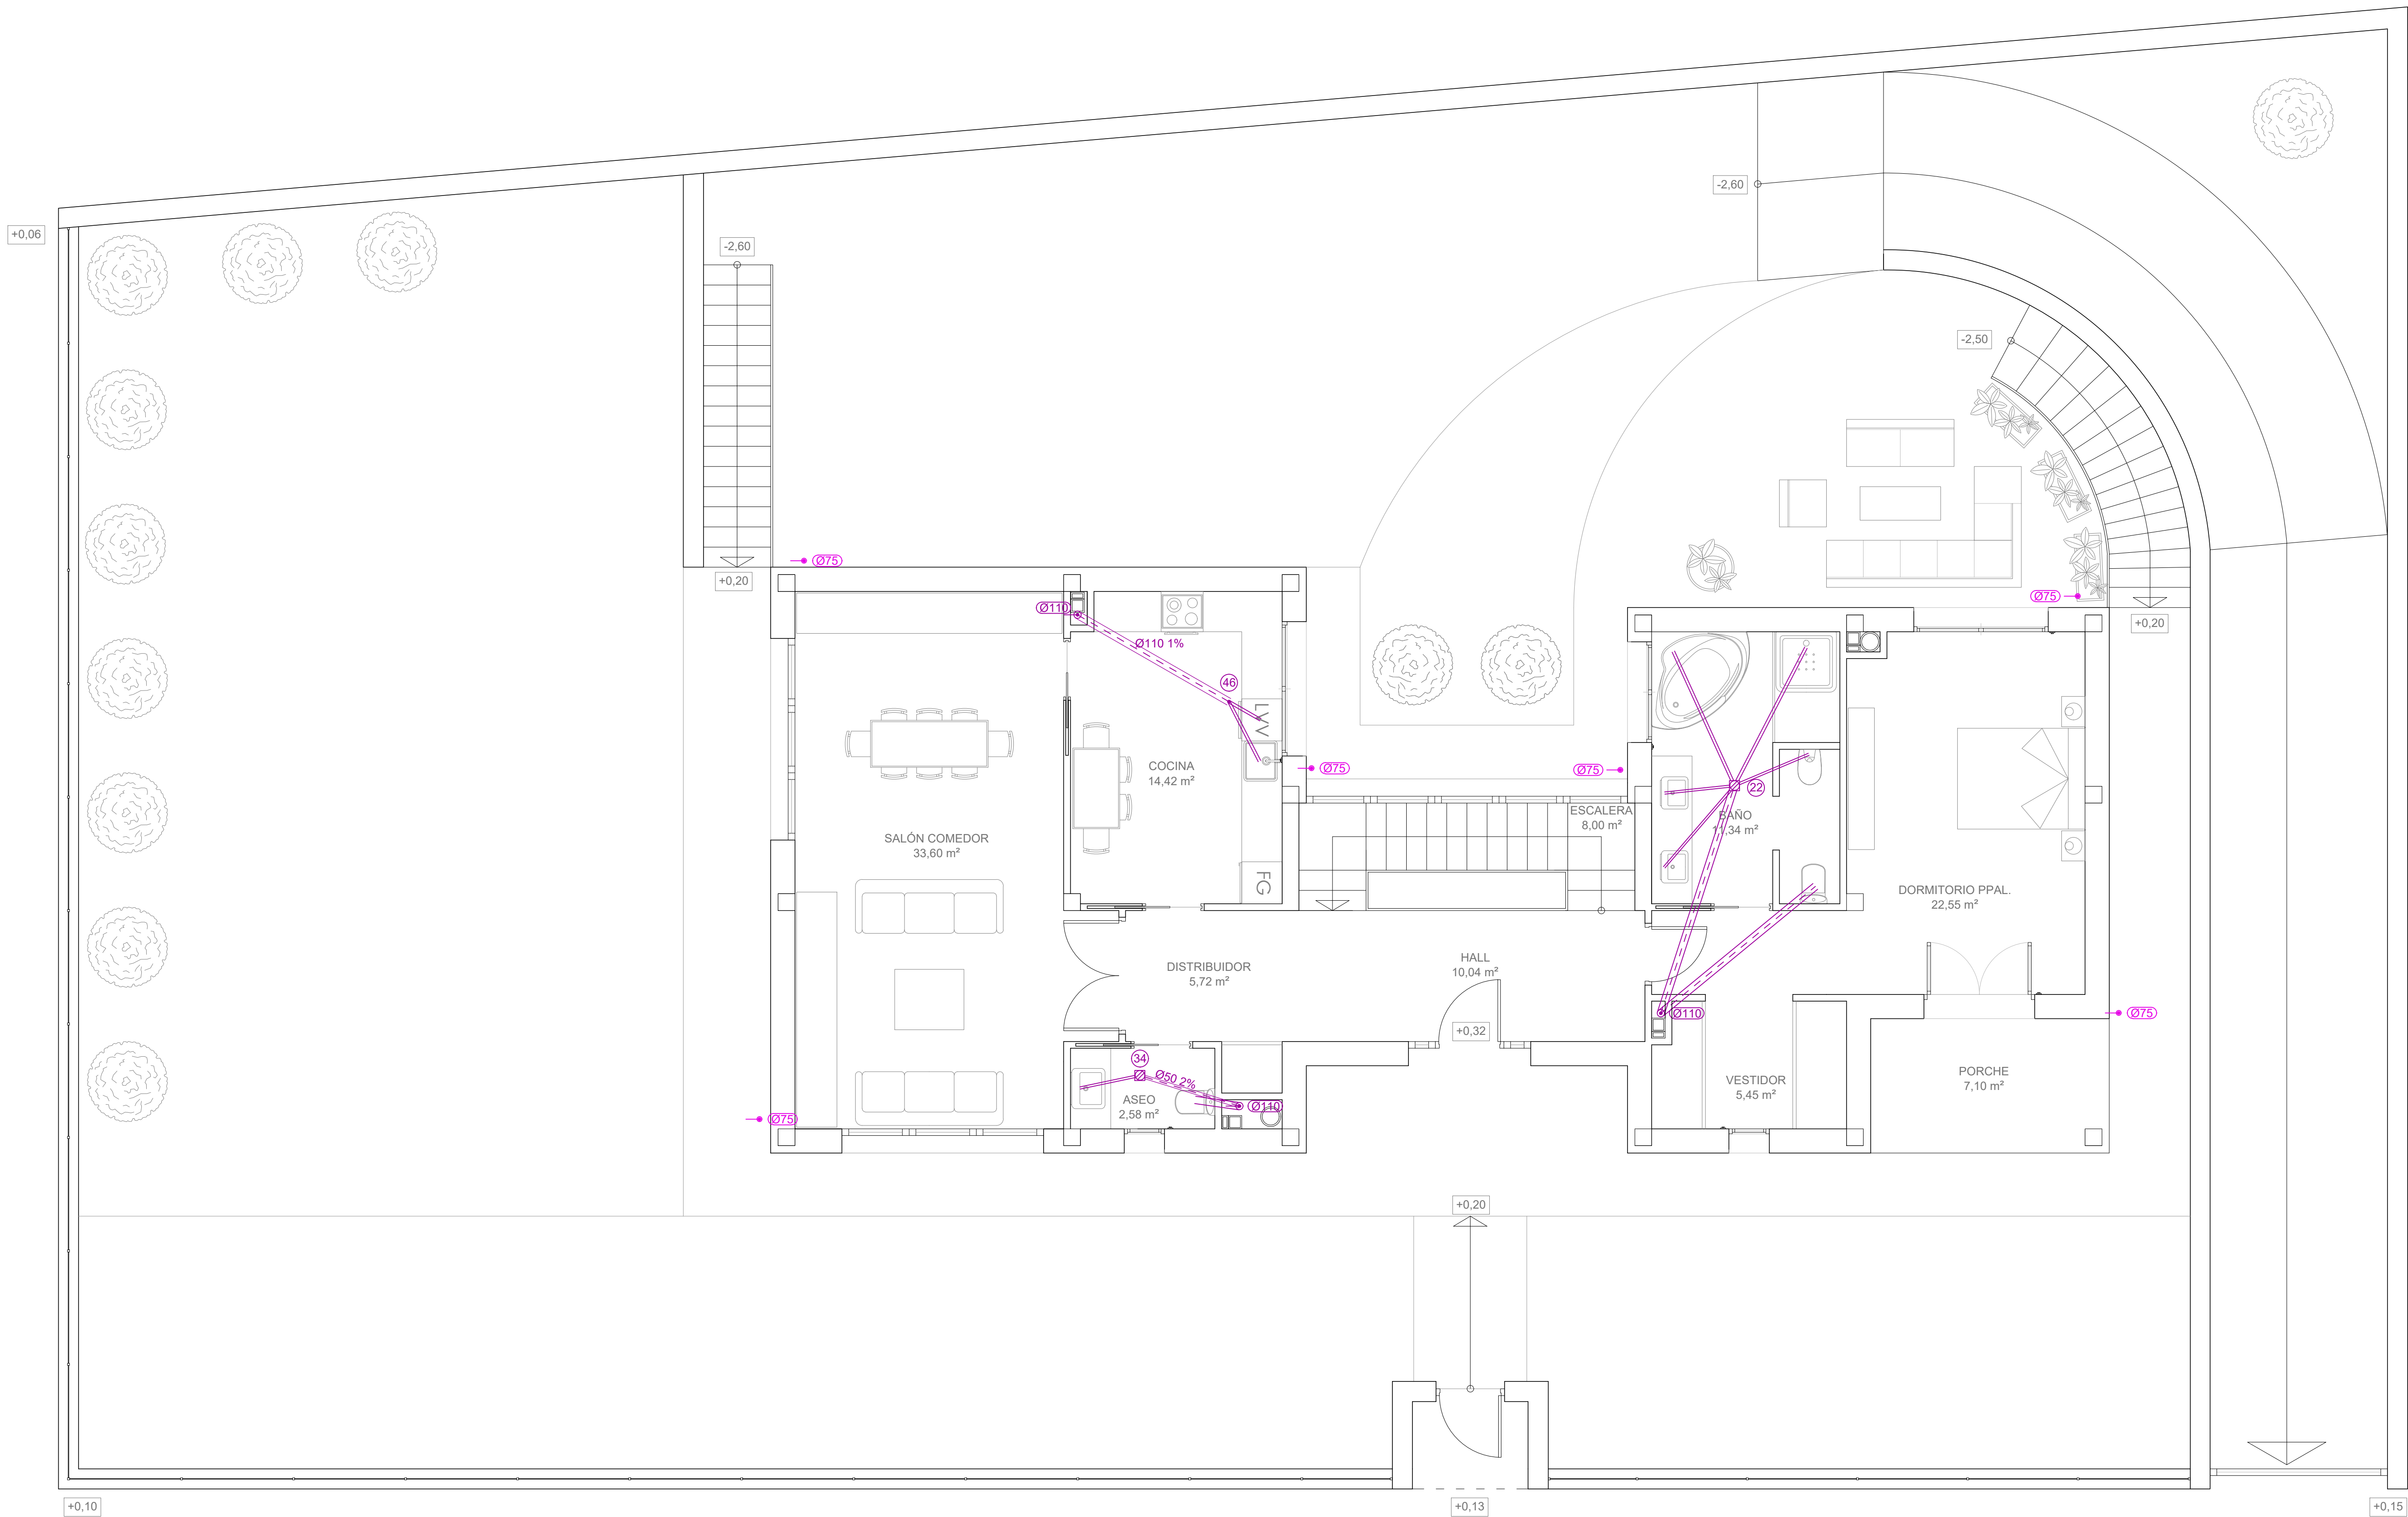 -2,60
+0,06
-2,60
-2,50
Ø75
+0,20
Ø75
Ø110
+0,20
Ø110 1%
46
LVV
COCINA
14,42 m²
Ø75
Ø75
22
ESCALERA
8,00 m²
BAÑO
11,34 m²
SALÓN COMEDOR
33,60 m²
FG
DORMITORIO PPAL.
22,55 m²
DISTRIBUIDOR
5,72 m²
HALL
10,04 m²
Ø110
Ø75
+0,32
34
Ø50 2%
ASEO
2,58 m²
Ø110
VESTIDOR
5,45 m²
PORCHE
7,10 m²
Ø75
+0,20
+0,10
+0,13
+0,15